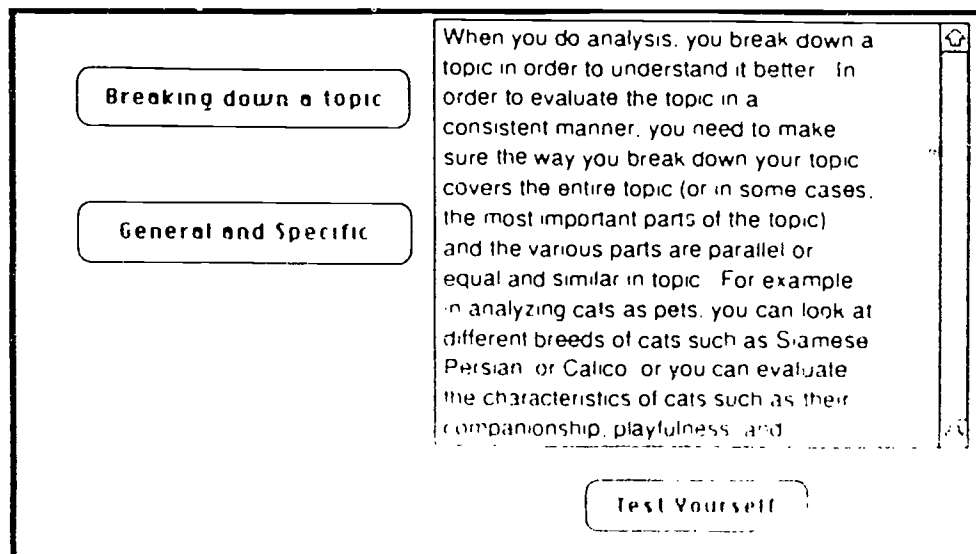 Breaking down a topic
General and Specific
When you do analysis, you break down a
topic in order to understand it better In
order to evaluate the topic in a
consistent manner, you need to make
sure the way you break down your topic
covers the entire topic (or in some cases,
the most important parts of the topic)
and the various parts are parallel or
equal and similar in topic For example
in analyzing cats as pets, you can look at
different breeds of cats such as Siamese
Persian or Calico or you can evaluate
the characteristics of cats such as their
companionship, playfulness and
Test Yourself